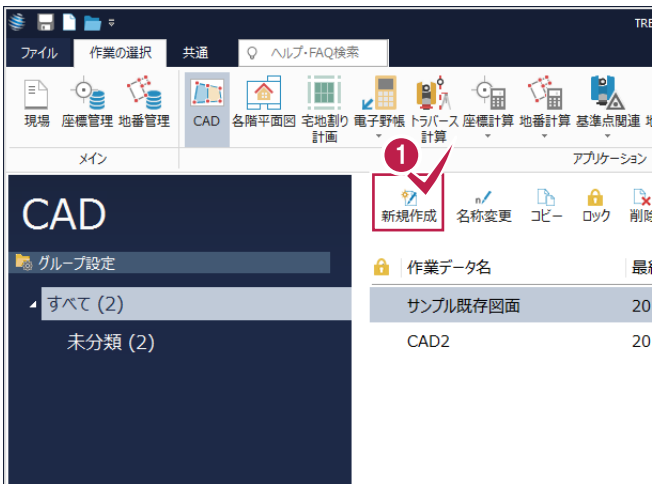 TRE
ファイル 作業の選択 共通 ヘルプ・FAQ検索
現場 座標管理 地番管理 CAD 各階平面図 宅地割り 電子野帳 トラバース 座標計算 地番計算 基準点関連
計画 計算
メイン アプリケーション
1
CAD
新規作成 名称変更 コピー ロック 削除
グループ設定
作業データ名 最終
すべて (2)
サンプル既存図面 20
未分類 (2)
CAD2 20